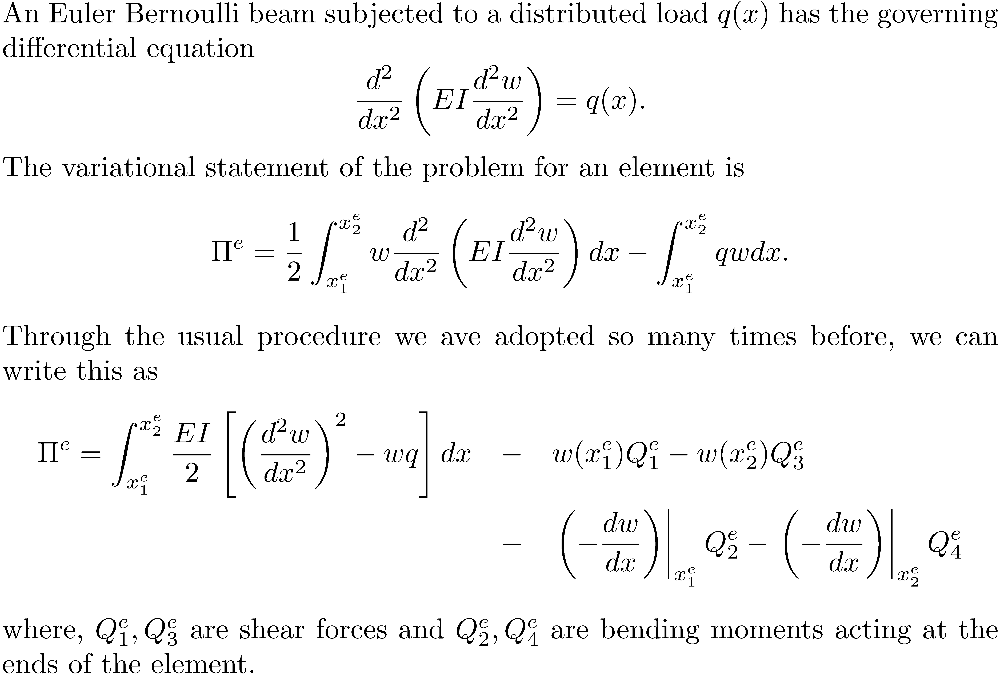 An Euler Bernoulli beam subjected to a distributed load $q(x)$ has the governing
differential equation
$$\frac{d^2}{dx^2}\left(EI\frac{d^2w}{dx^2}\right) = q(x).$$
The variational statement of the problem for an element is
$$\Pi^e = \frac{1}{2}\int_{x_1^e}^{x_2^e} w\frac{d^2}{dx^2}\left(EI\frac{d^2w}{dx^2}\right)dx - \int_{x_1^e}^{x_2^e} qwdx.$$
Through the usual procedure we ave adopted so many times before, we can
write this as
$$\Pi^e = \int_{x_1^e}^{x_2^e} \frac{EI}{2}\left[\left(\frac{d^2w}{dx^2}\right)^2 - wq\right]dx \quad - \quad w(x_1^e)Q_1^e - w(x_2^e)Q_3^e$$
$$- \quad \left(-\frac{dw}{dx}\right)\bigg|_{x_1^e} Q_2^e - \left(-\frac{dw}{dx}\right)\bigg|_{x_2^e} Q_4^e$$
where, $Q_1^e, Q_3^e$ are shear forces and $Q_2^e, Q_4^e$ are bending moments acting at the
ends of the element.